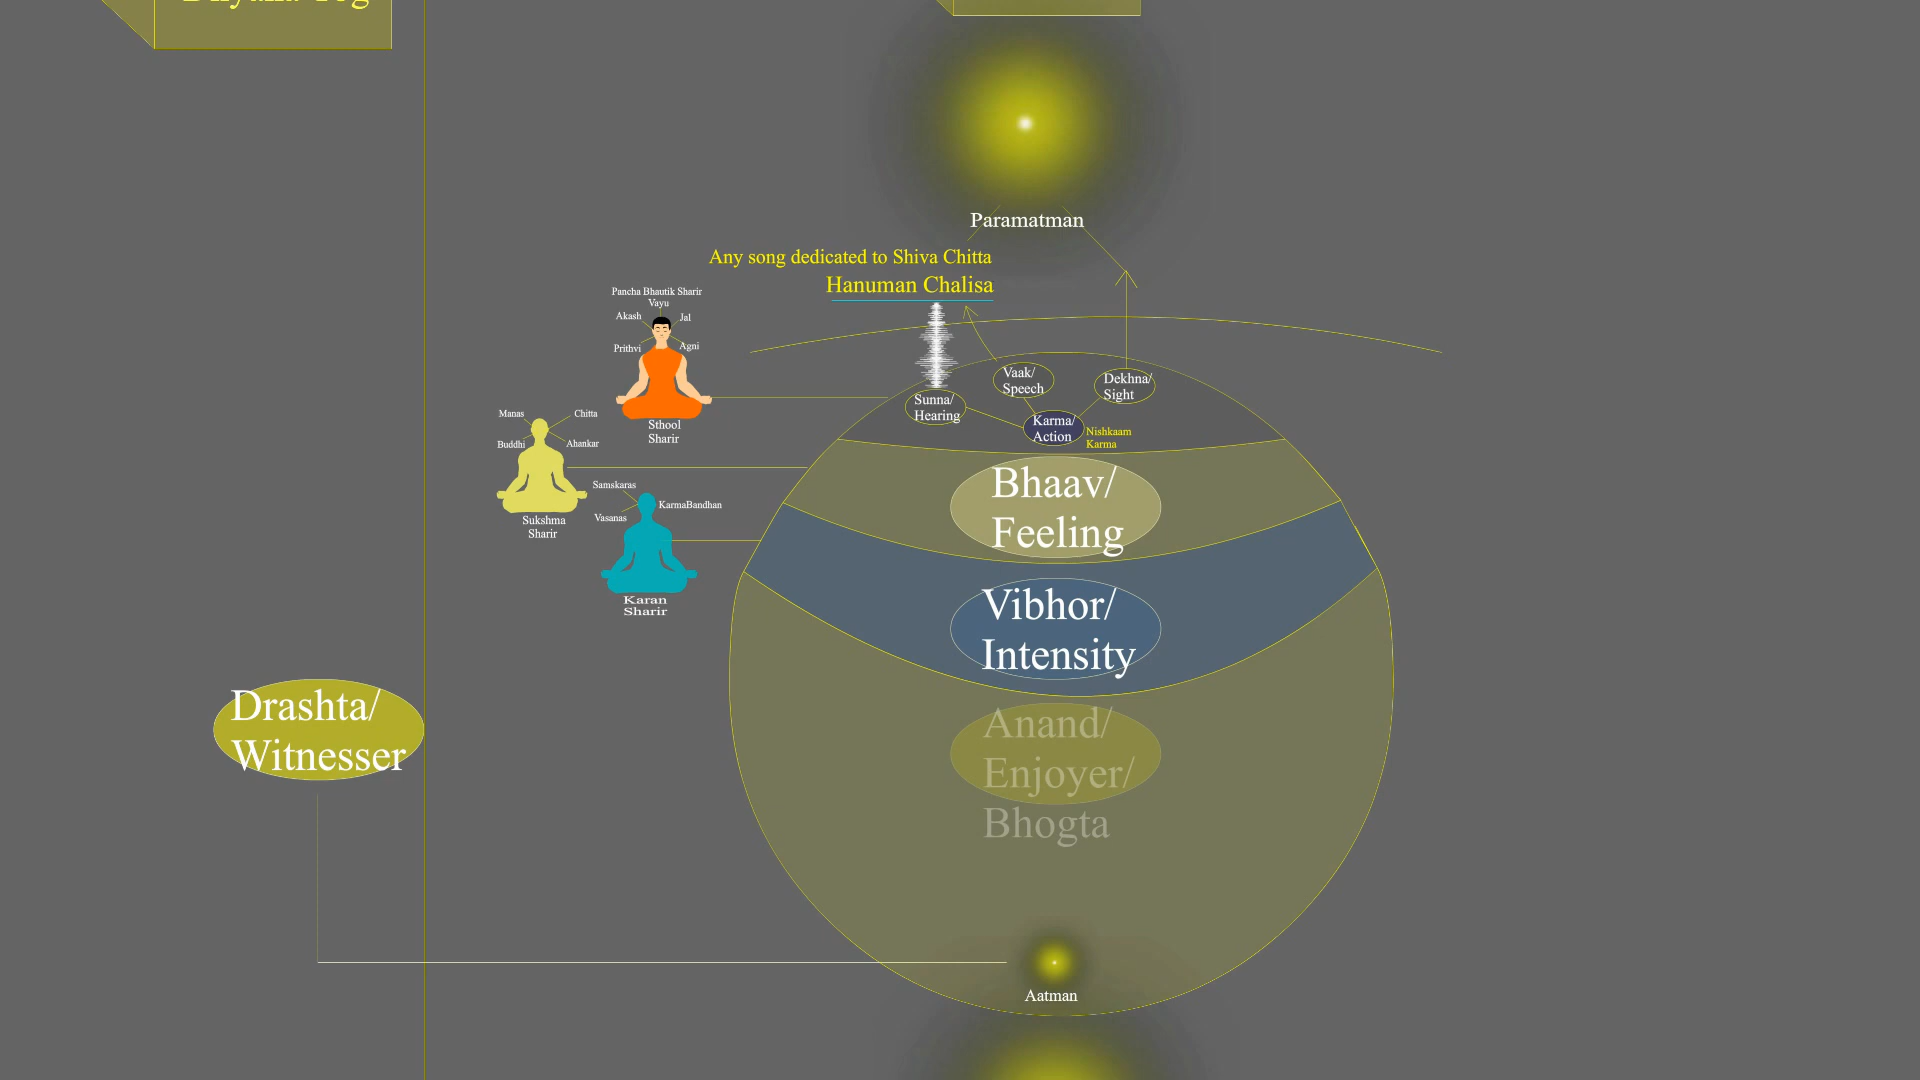 Dhyana Yog
Paramatman
Any song dedicated to Shiva Chitta
Hanuman Chalisa
Pancha Bhautik Sharir
Vayu
Akash
Jal
Prithvi
Agni
Sthool
Sharir
Manas
Chitta
Buddhi
Ahankar
Sukshma
Sharir
Samskaras
KarmaBandhan
Vasanas
Karan
Sharir
Vaak/
Speech
Dekhna/
Sight
Sunna/
Hearing
Karma/
Action
Nishkaam
Karma
Bhaav/
Feeling
Vibhor/
Intensity
Anand/
Enjoyer/
Bhogta
Drashta/
Witnesser
Aatman